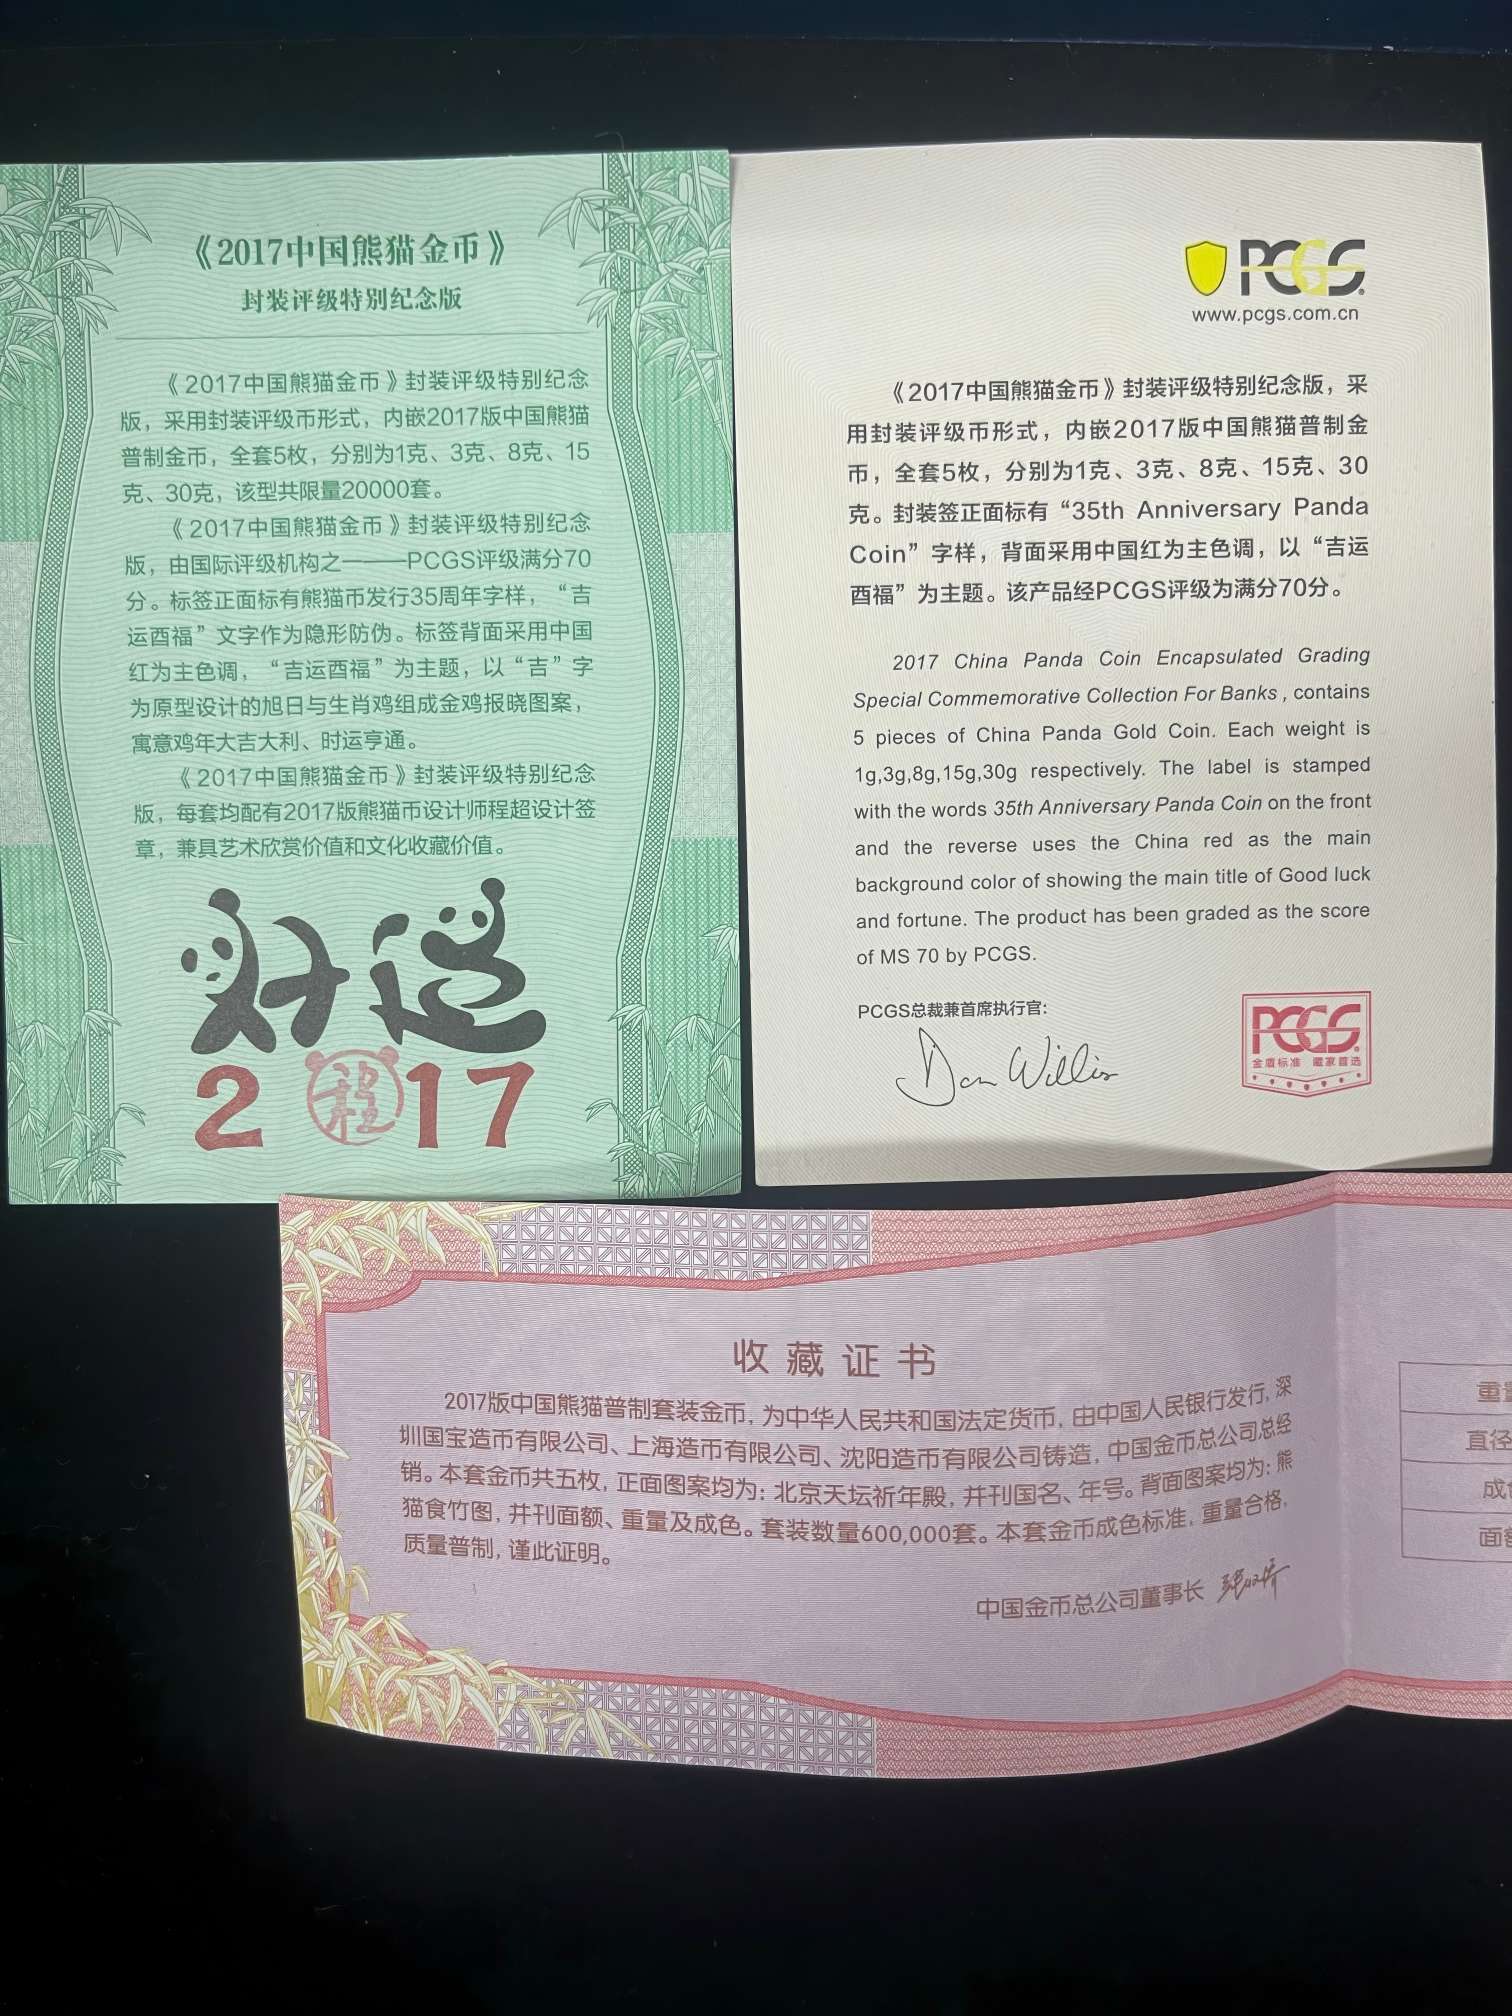 《2017中国熊猫金币》
封装评级特别纪念版
《2017中国熊猫金币》封装评级特别纪念
版，采用封装评级币形式，内嵌2017版中国熊猫
普制金币，全套5枚，分别为1克、3克、8克、15
克、30克，该型共限量20000套。
《2017中国熊猫金币》封装评级特别纪念
版，由国际评级机构之———PCGS评级满分70
分。标签正面标有熊猫币发行35周年字样，“吉
运酉福”文字作为隐形防伪。标签背面采用中国
红为主色调，“吉运酉福”为主题，以“吉”字
为原型设计的旭日与生肖鸡组成金鸡报晓图案，
寓意鸡年大吉大利、时运亨通。
《2017中国熊猫金币》封装评级特别纪念
版，每套均配有2017版熊猫币设计师程超设计签
章，兼具艺术欣赏价值和文化收藏价值。
2 程 17
PCGS
www.pcgs.com.cn
《2017中国熊猫金币》封装评级特别纪念版，采
用封装评级币形式，内嵌2017版中国熊猫普制金
币，全套5枚，分别为1克、3克、8克、15克、30
克。封装签正面标有“35th Anniversary Panda
Coin”字样，背面采用中国红为主色调，以“吉运
酉福”为主题。该产品经PCGS评级为满分70分。
2017 China Panda Coin Encapsulated Grading
Special Commemorative Collection For Banks , contains
5 pieces of China Panda Gold Coin. Each weight is
1g,3g,8g,15g,30g respectively. The label is stamped
with the words 35th Anniversary Panda Coin on the front
and the reverse uses the China red as the main
background color of showing the main title of Good luck
and fortune. The product has been graded as the score
of MS 70 by PCGS.
PCGS总裁兼首席执行官:
Don Willis
PCGS
金盾标准 藏家首选
收藏证书
2017版中国熊猫普制套装金币，为中华人民共和国法定货币，由中国人民银行发行，深
圳国宝造币有限公司、上海造币有限公司、沈阳造币有限公司铸造，中国金币总公司总经
销。本套金币共五枚，正面图案均为：北京天坛祈年殿，并刊国名、年号。背面图案均为：熊
猫食竹图，并刊面额、重量及成色。套装数量600,000套。本套金币成色标准，重量合格，
质量普制，谨此证明。
中国金币总公司董事长
重
直径
成
面